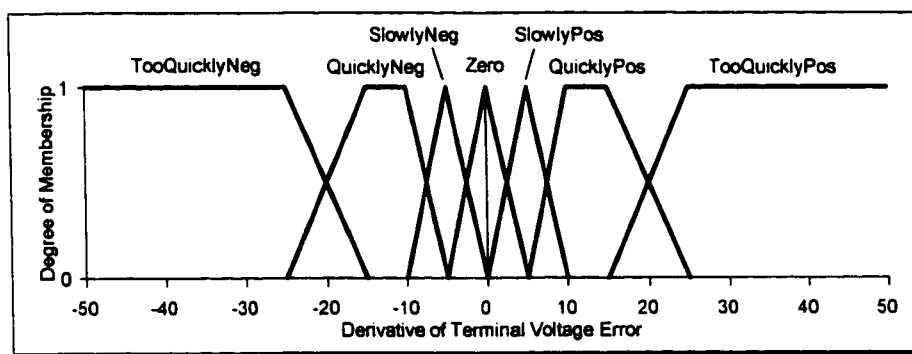 SlowlyNeg SlowlyPos
TooQuicklyNeg QuicklyNeg Zero QuicklyPos TooQuicklyPos
1
Degree of Membership
0
-50 -40 -30 -20 -10 0 10 20 30 40 50
Derivative of Terminal Voltage Error